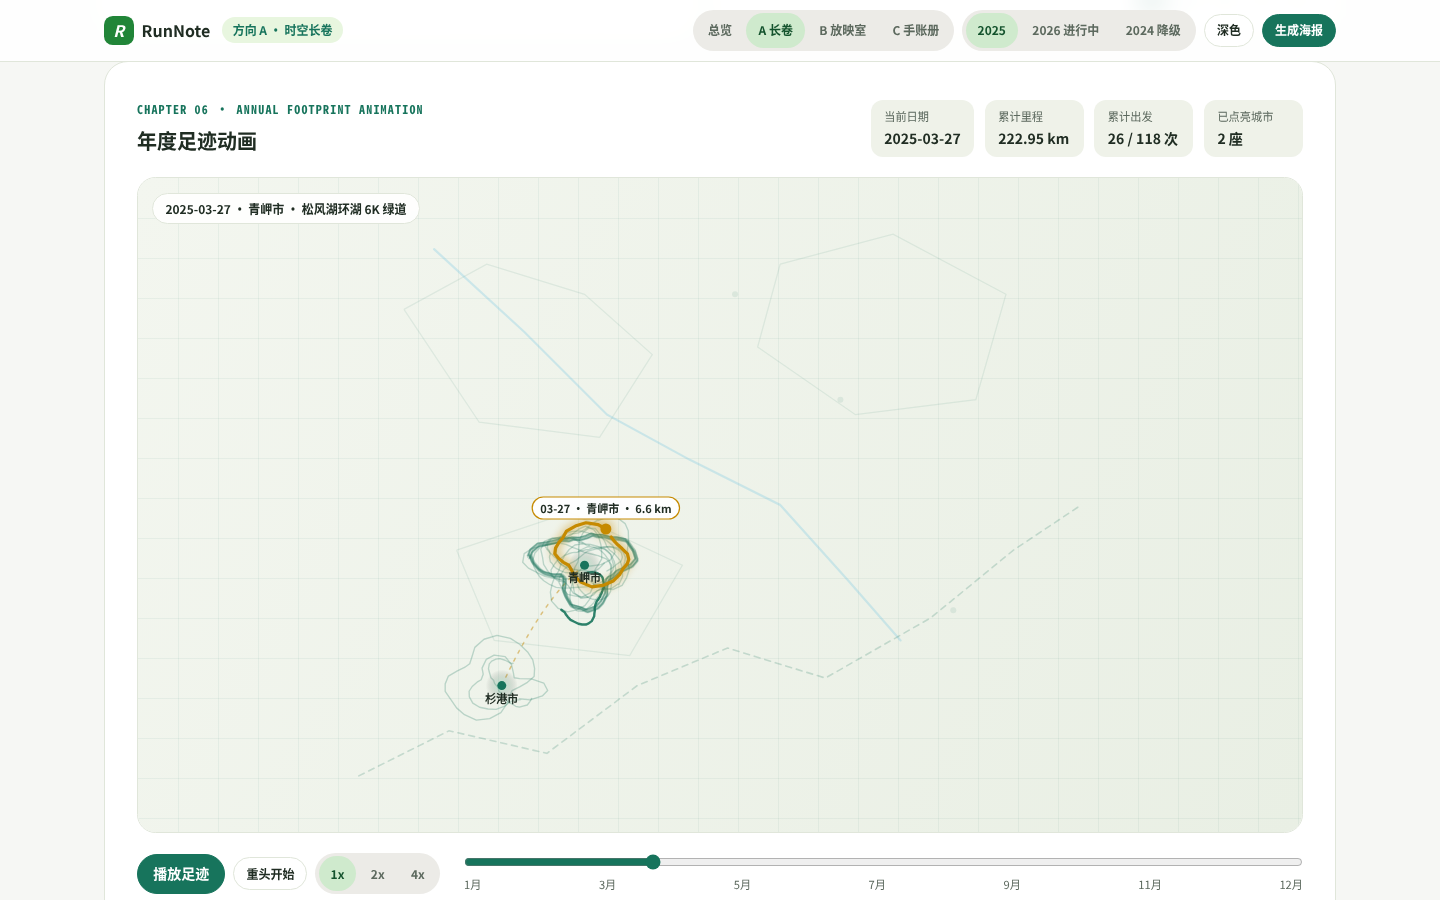 R RunNote 方向 A · 时空长卷 总览 A 长卷 B 放映室 C 手账册 2025 2026 进行中 2024 降级 深色 生成海报
CHAPTER 06 · ANNUAL FOOTPRINT ANIMATION
年度足迹动画
当前日期
2025-03-27
累计里程
222.95 km
累计出发
26 / 118 次
已点亮城市
2 座
2025-03-27 · 青岬市 · 松风湖环湖 6K 绿道
03-27 · 青岬市 · 6.6 km
青岬市
杉港市
播放足迹 重头开始 1x 2x 4x
1月 3月 5月 7月 9月 11月 12月